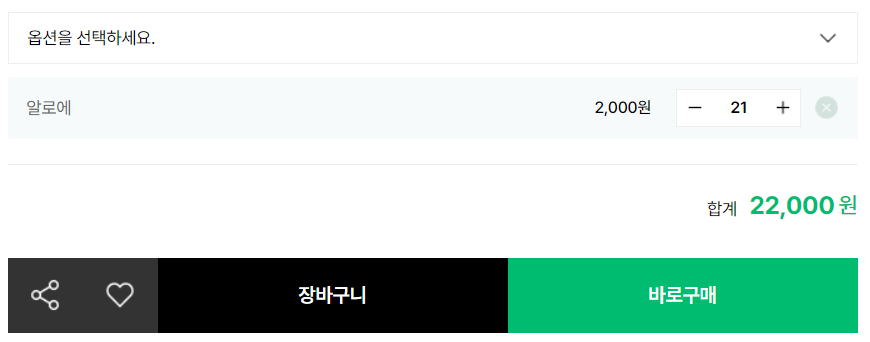 옵션을 선택하세요.
알로에 2,000원 21
합계 22,000 원
장바구니 바로구매